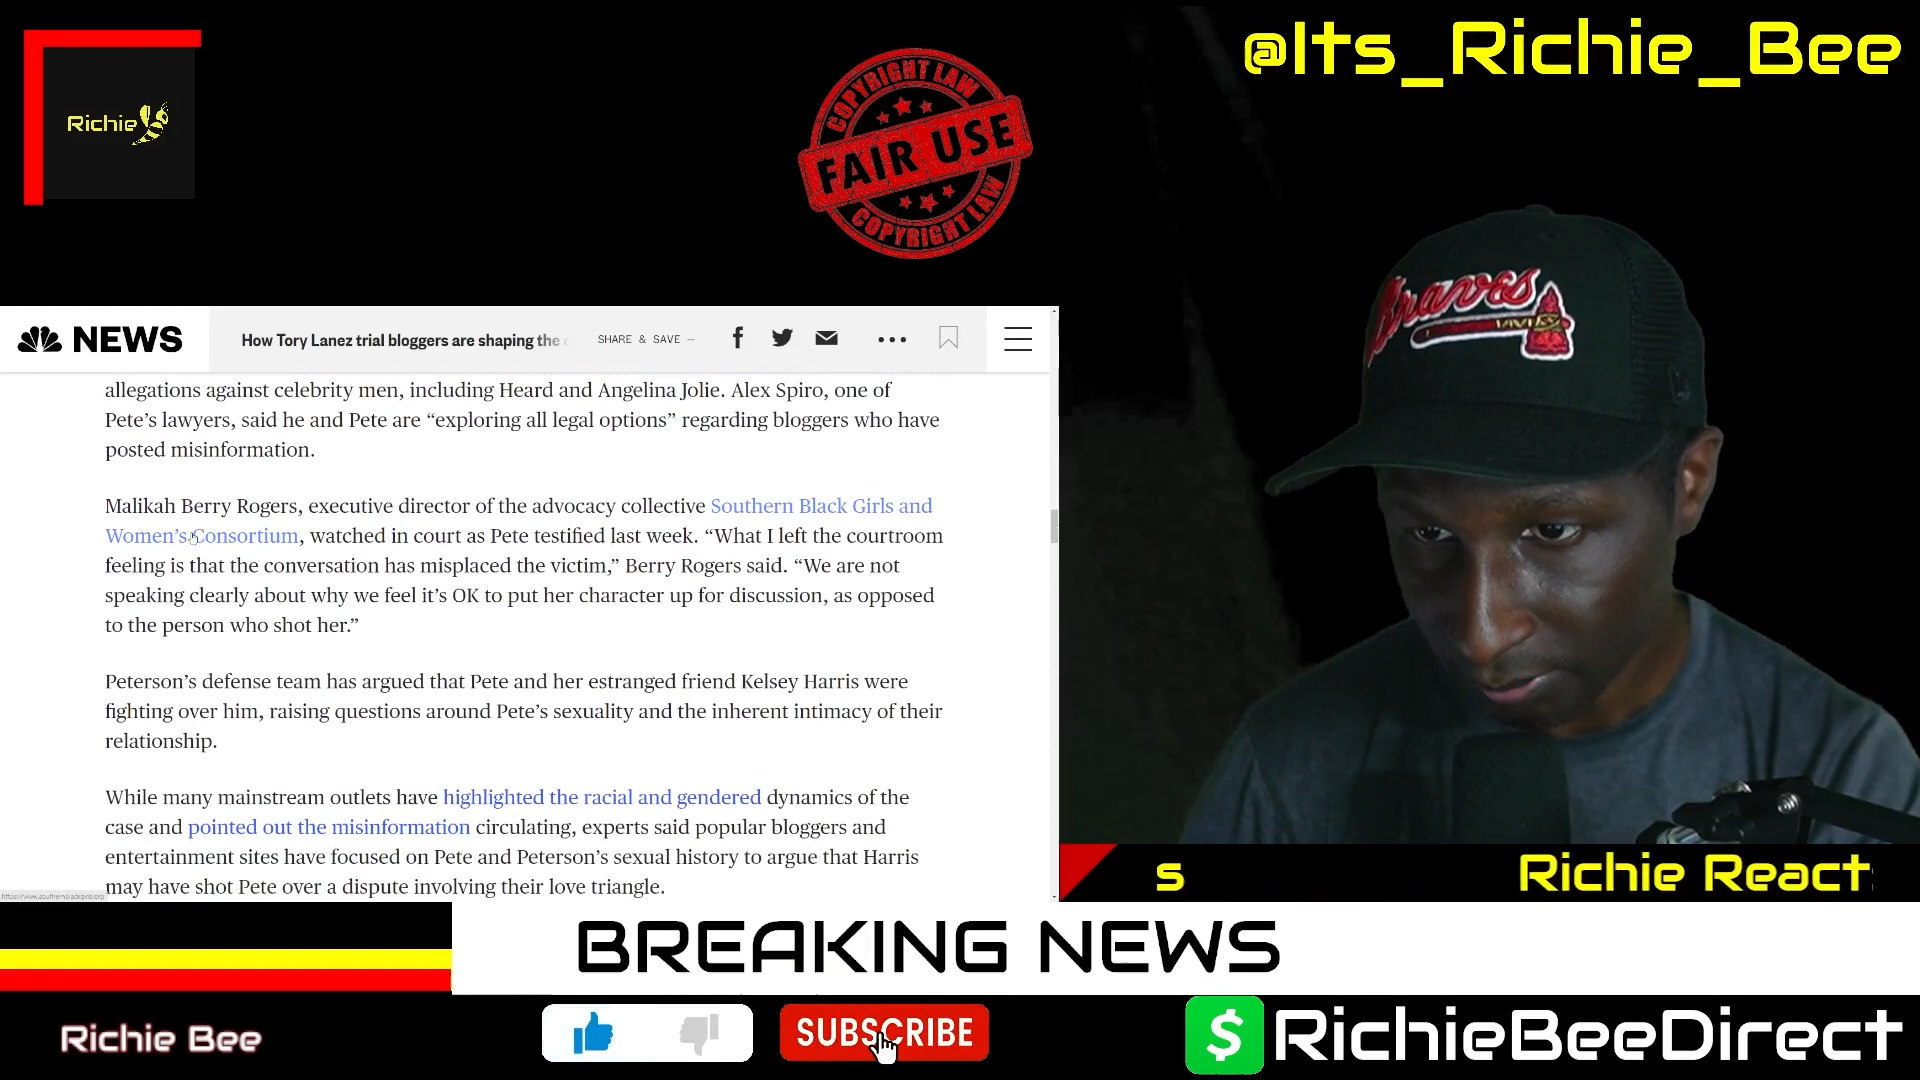 @Its_Richie_Bee
Richie
COPYRIGHT LAW
FAIR USE
COPYRIGHT LAW
NEWS
How Tory Lanez trial bloggers are shaping the
SHARE & SAVE —
allegations against celebrity men, including Heard and Angelina Jolie. Alex Spiro, one of
Pete’s lawyers, said he and Pete are “exploring all legal options” regarding bloggers who have
posted misinformation.
Malikah Berry Rogers, executive director of the advocacy collective Southern Black Girls and
Women’s Consortium, watched in court as Pete testified last week. “What I left the courtroom
feeling is that the conversation has misplaced the victim,” Berry Rogers said. “We are not
speaking clearly about why we feel it’s OK to put her character up for discussion, as opposed
to the person who shot her.”
Peterson’s defense team has argued that Pete and her estranged friend Kelsey Harris were
fighting over him, raising questions around Pete’s sexuality and the inherent intimacy of their
relationship.
While many mainstream outlets have highlighted the racial and gendered dynamics of the
case and pointed out the misinformation circulating, experts said popular bloggers and
entertainment sites have focused on Pete and Peterson’s sexual history to argue that Harris
may have shot Pete over a dispute involving their love triangle.
https://www.southernblackgirls.org
Braves
s Richie React
BREAKING NEWS
Richie Bee
SUBSCRIBE
$RichieBeeDirect